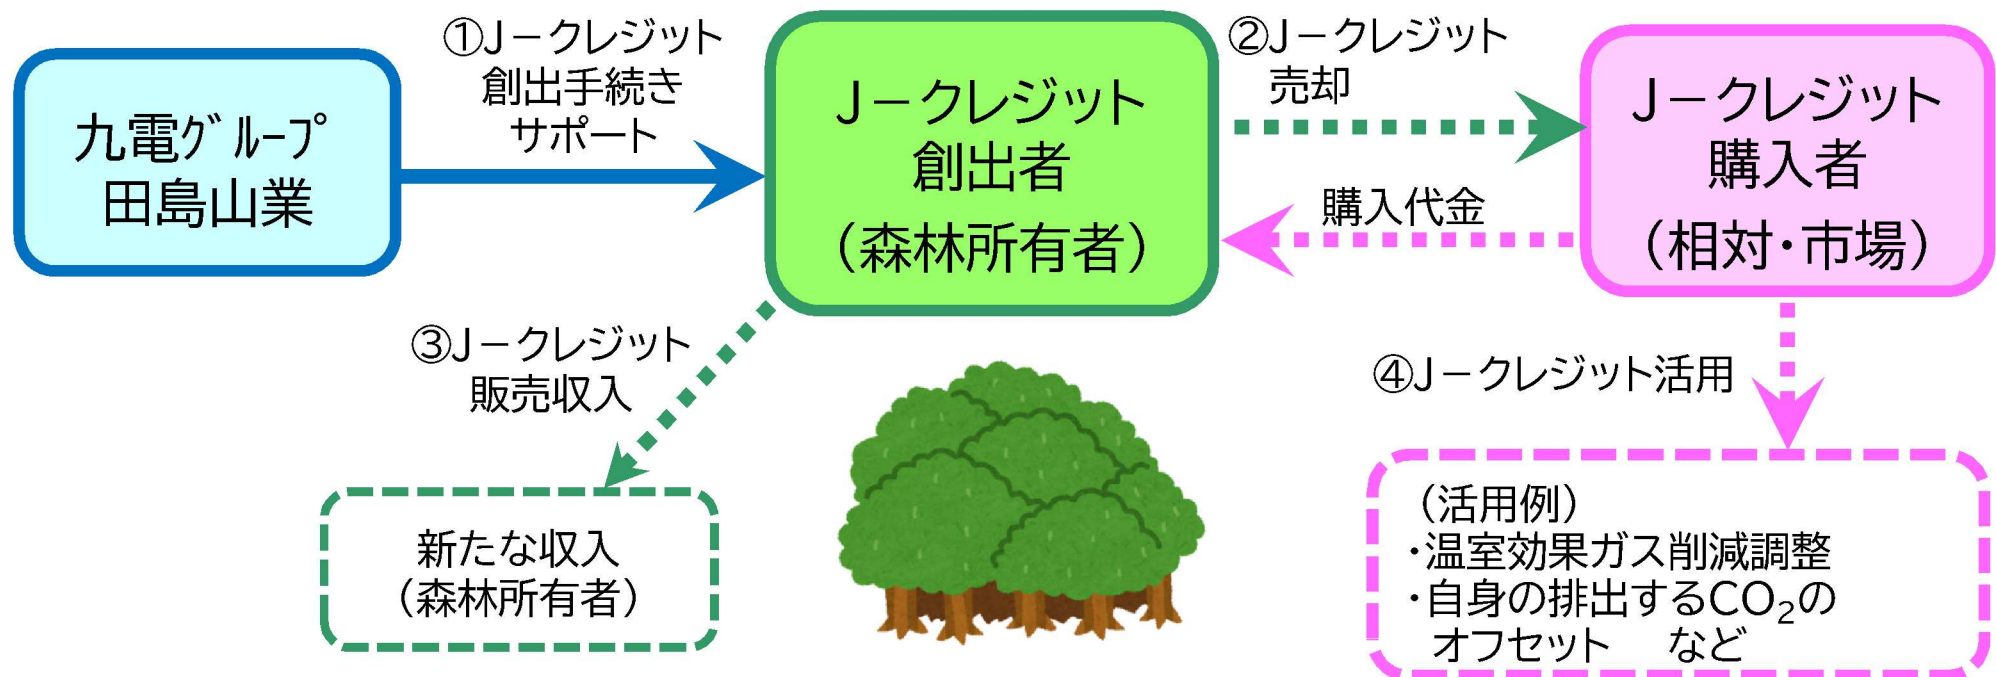 九電グループ
田島山業
①J－クレジット
創出手続き
サポート
J－クレジット
創出者
（森林所有者）
②J－クレジット
売却
購入代金
J－クレジット
購入者
（相対・市場）
③J－クレジット
販売収入
新たな収入
（森林所有者）
④J－クレジット活用
（活用例）
・温室効果ガス削減調整
・自身の排出するCO₂の
オフセット　など